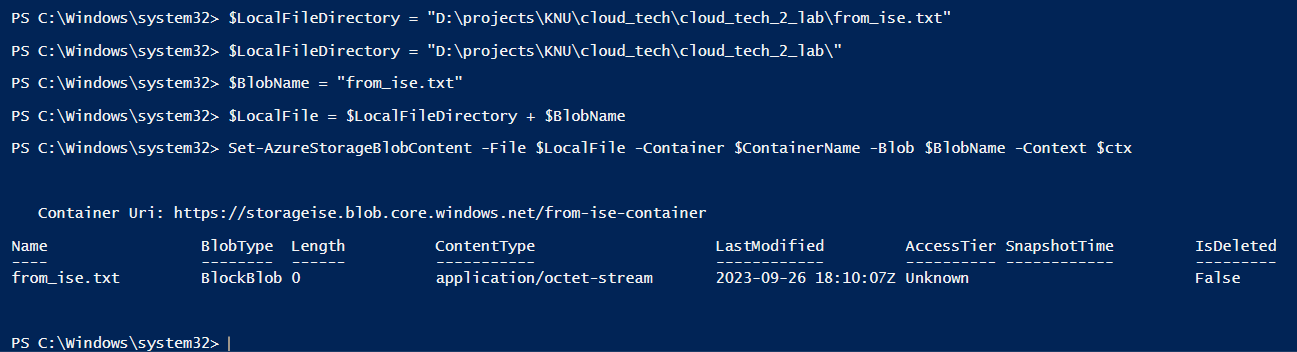 PS C:\Windows\system32> $LocalFileDirectory = "D:\projects\KNU\cloud_tech\cloud_tech_2_lab\from_ise.txt"
PS C:\Windows\system32> $LocalFileDirectory = "D:\projects\KNU\cloud_tech\cloud_tech_2_lab\"
PS C:\Windows\system32> $BlobName = "from_ise.txt"
PS C:\Windows\system32> $LocalFile = $LocalFileDirectory + $BlobName
PS C:\Windows\system32> Set-AzureStorageBlobContent -File $LocalFile -Container $ContainerName -Blob $BlobName -Context $ctx
Container Uri: https://storageise.blob.core.windows.net/from-ise-container
Name BlobType Length ContentType LastModified AccessTier SnapshotTime IsDeleted
---- -------- ------ ----------- ------------ ---------- ------------ ---------
from_ise.txt BlockBlob 0 application/octet-stream 2023-09-26 18:10:07Z Unknown False
PS C:\Windows\system32>